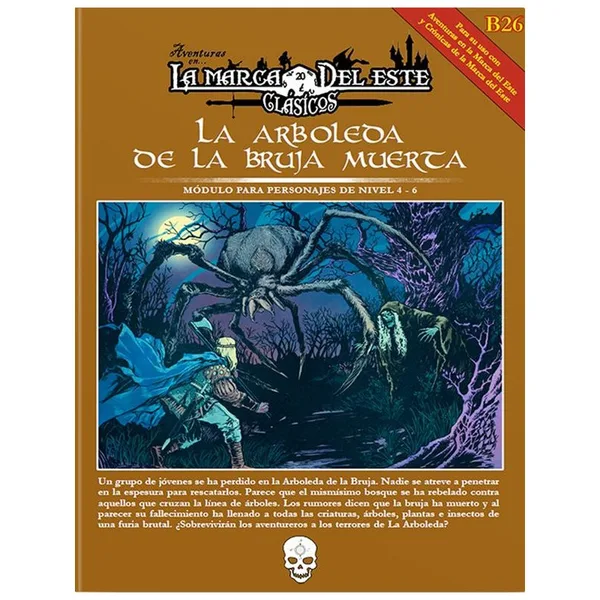 B26
Para su uso con
Aventuras en la Marca del Este
y Crónicas de la Marca del Este
Aventuras
en...
LA MARCA DEL ESTE
20
CLÁSICOS
LA ARBOLEDA
DE LA BRUJA MUERTA
MÓDULO PARA PERSONAJES DE NIVEL 4 - 6
Un grupo de jóvenes se ha perdido en la Arboleda de la Bruja. Nadie se atreve a penetrar
en la espesura para rescatarlos. Parece que el mismísimo bosque se ha rebelado contra
aquellos que cruzan la línea de árboles. Los rumores dicen que la bruja ha muerto y al
parecer su fallecimiento ha llenado a todas las criaturas, árboles, plantas e insectos de
una furia brutal. ¿Sobrevivirán los aventureros a los terrores de La Arboleda?